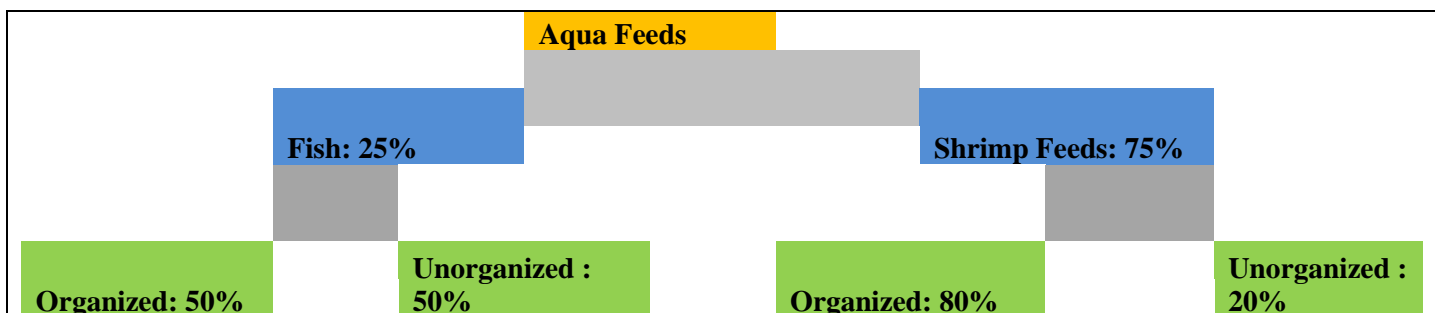 Aqua Feeds
Fish: 25%
Shrimp Feeds: 75%
Organized: 50%
Unorganized :
50%
Organized: 80%
Unorganized :
20%